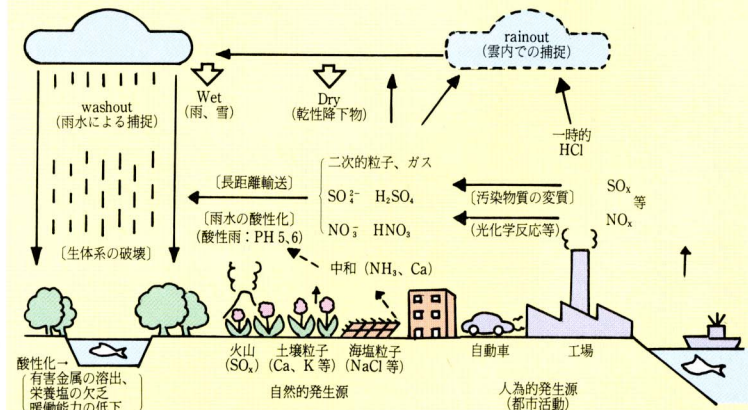 rainout
(雲内での捕捉)
washout
(雨水による捕捉)
Wet
(雨、雪)
Dry
(乾性降下物)
一時的
HCl
二次的粒子、ガス
〔長距離輸送〕
SO₄²⁻ H₂SO₄
〔汚染物質の変質〕
SOx
等
〔雨水の酸性化〕
(酸性雨：PH 5、6)
NO₃⁻ HNO₃
(光化学反応等)
NOx
〔生体系の破壊〕
中和(NH₃、Ca)
火山
(SOx)
土壌粒子
(Ca、K 等)
海塩粒子
(NaCl 等)
自動車
工場
自然的発生源
人為的発生源
(都市活動)
酸性化→
有害金属の溶出、
栄養塩の欠乏
緩働能力の低下